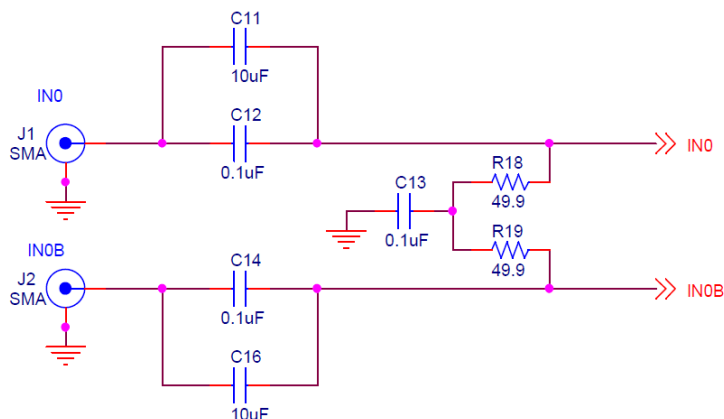 C11
10uF
IN0
J1
SMA
C12
0.1uF
IN0
R18
49.9
C13
0.1uF
R19
49.9
IN0B
J2
SMA
C14
0.1uF
IN0B
C16
10uF